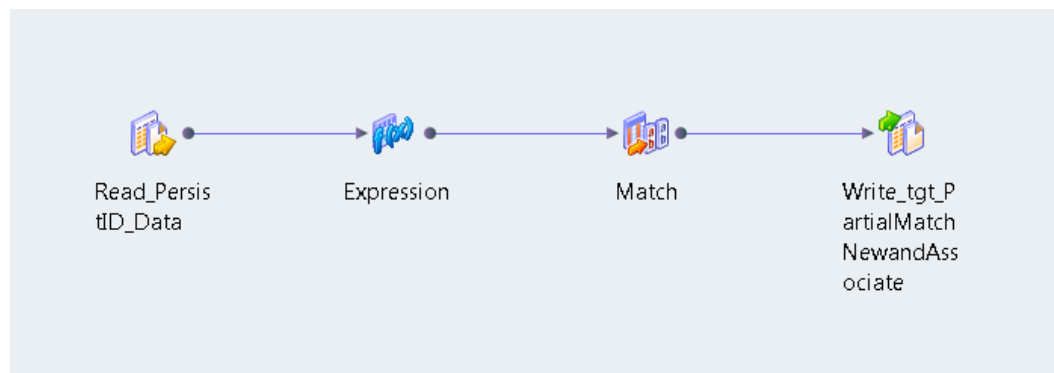 Read_Persis
tID_Data
Expression
f(x)
Match
Write_tgt_P
artialMatch
NewandAss
ociate